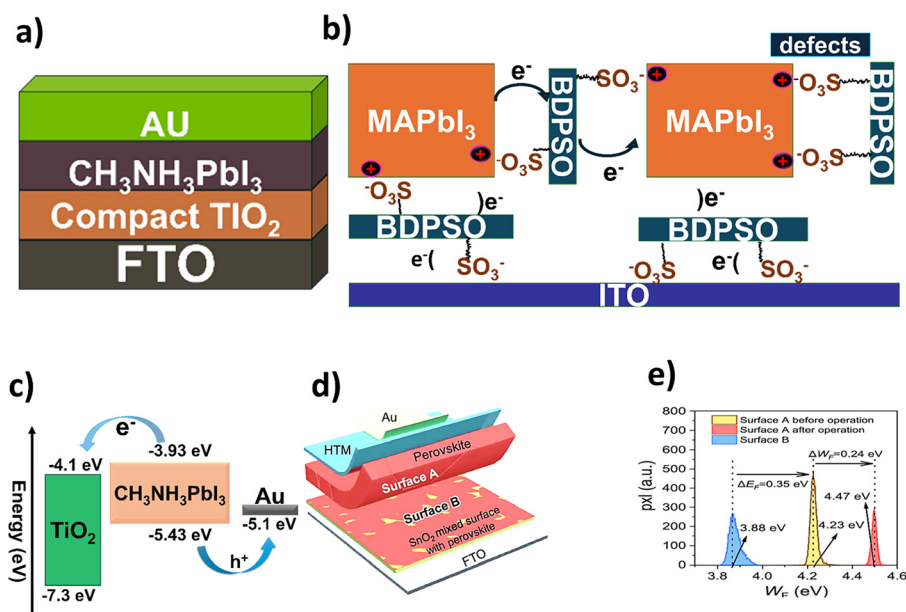 a)
AU
CH₃NH₃PbI₃
Compact TIO₂
FTO
b)
defects
MAPbI₃
e⁻
BDPSO
SO₃⁻
⁻O₃S
e⁻
MAPbI₃
⁻O₃S
⁻O₃S
BDPSO
+
+
+
+
+
⁻O₃S
BDPSO
)e⁻
e⁻(
SO₃⁻
)e⁻
BDPSO
⁻O₃S
e⁻(
SO₃⁻
ITO
c)
Energy (eV)
e⁻
-4.1 eV
-3.93 eV
TiO₂
CH₃NH₃PbI₃
Au
-5.1 eV
-5.43 eV
h⁺
-7.3 eV
d)
Au
HTM
Perovskite
Surface A
Surface B
SnO₂ mixed surface
with perovskite
FTO
e)
pxl (a.u.)
800
700
600
500
400
300
200
100
0
Surface A before operation
Surface A after operation
Surface B
ΔW_F=0.24 eV
ΔE_F=0.35 eV
4.47 eV
3.88 eV
4.23 eV
3.8 4.0 4.2 4.4 4.6
W_F (eV)